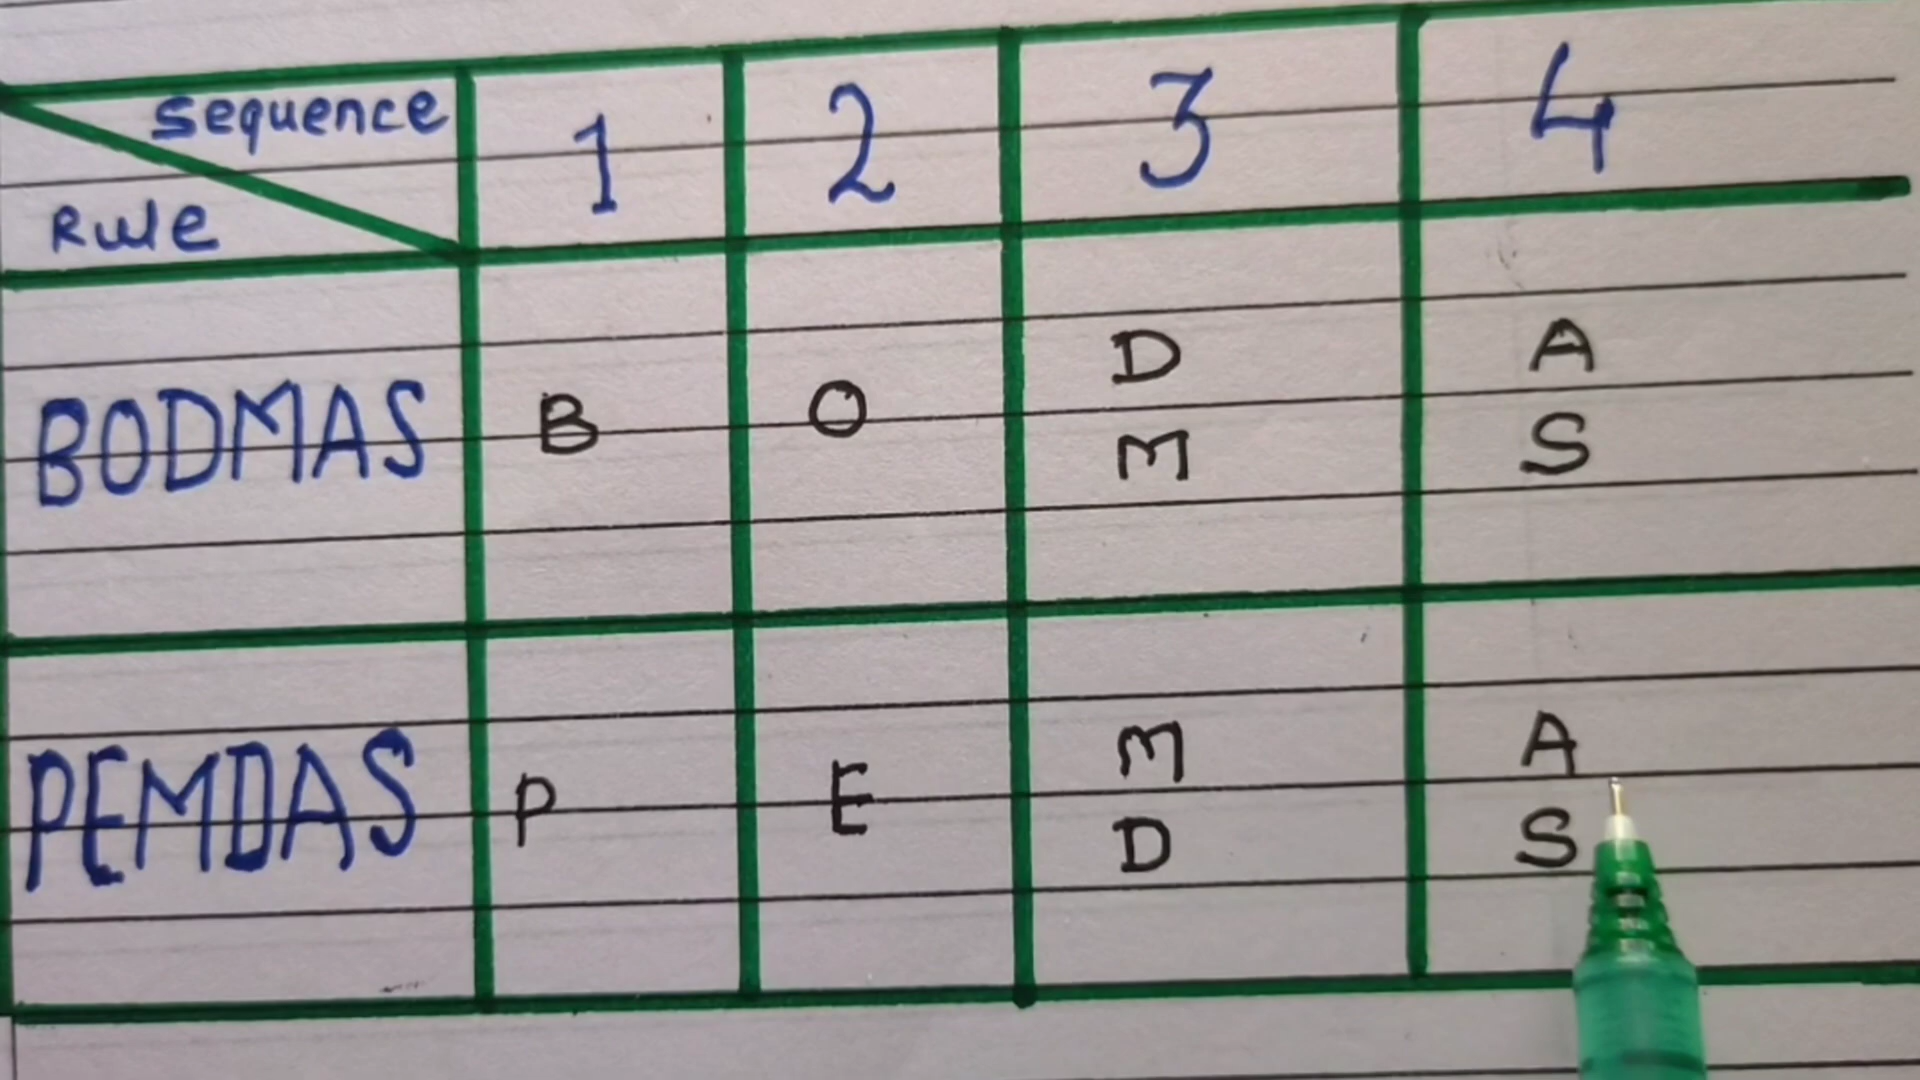 Sequence
Rule
1 2 3 4
BODMAS B O D M A S
PEMDAS P E M D A S